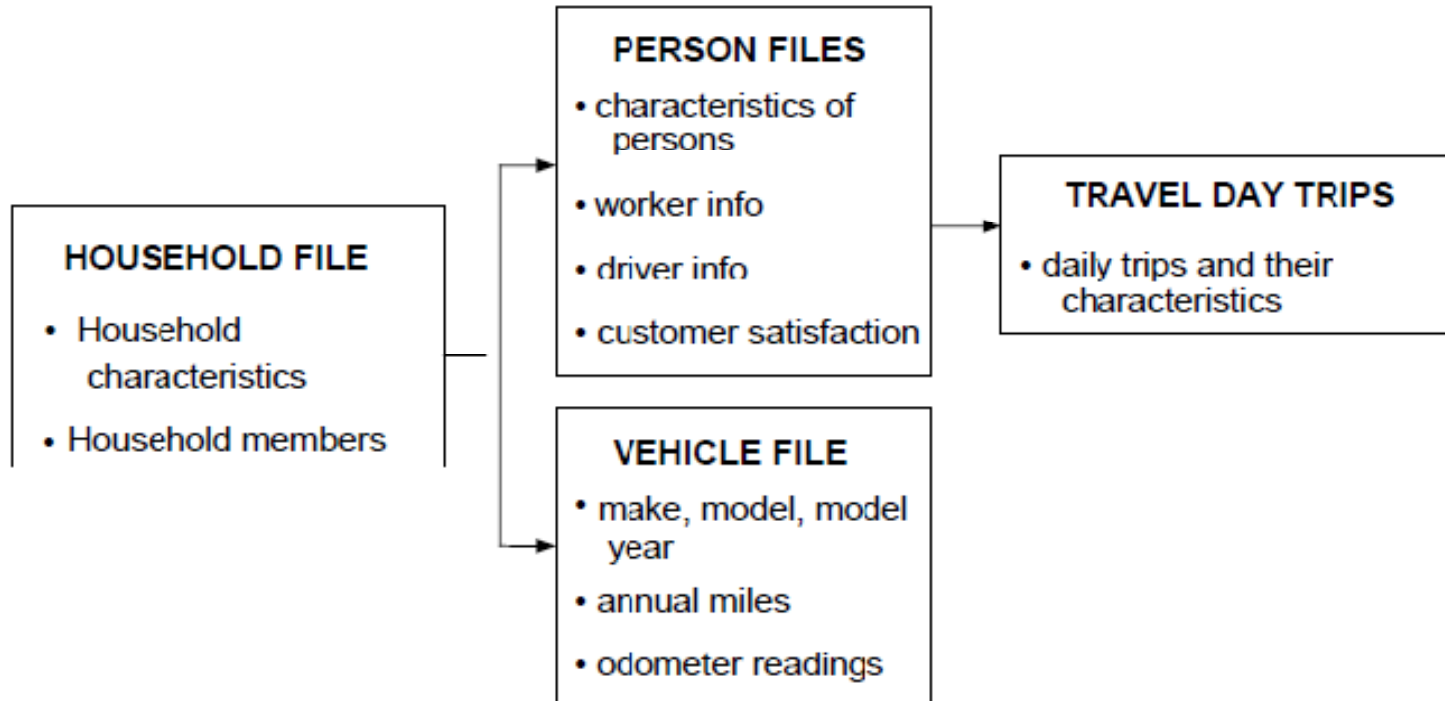 HOUSEHOLD FILE
• Household
characteristics
• Household members
PERSON FILES
• characteristics of
persons
• worker info
• driver info
• customer satisfaction
VEHICLE FILE
• make, model, model
year
• annual miles
• odometer readings
TRAVEL DAY TRIPS
• daily trips and their
characteristics